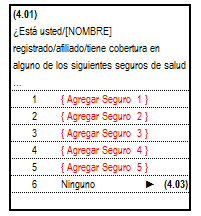 (4.01)
¿Está usted/[NOMBRE]
registrado/afiliado/tiene cobertura en
alguno de los siguientes seguros de salud
...
1 { Agregar Seguro 1 }
2 { Agregar Seguro 2 }
3 { Agregar Seguro 3 }
4 { Agregar Seguro 4 }
5 { Agregar Seguro 5 }
6 Ninguno ► (4.03)